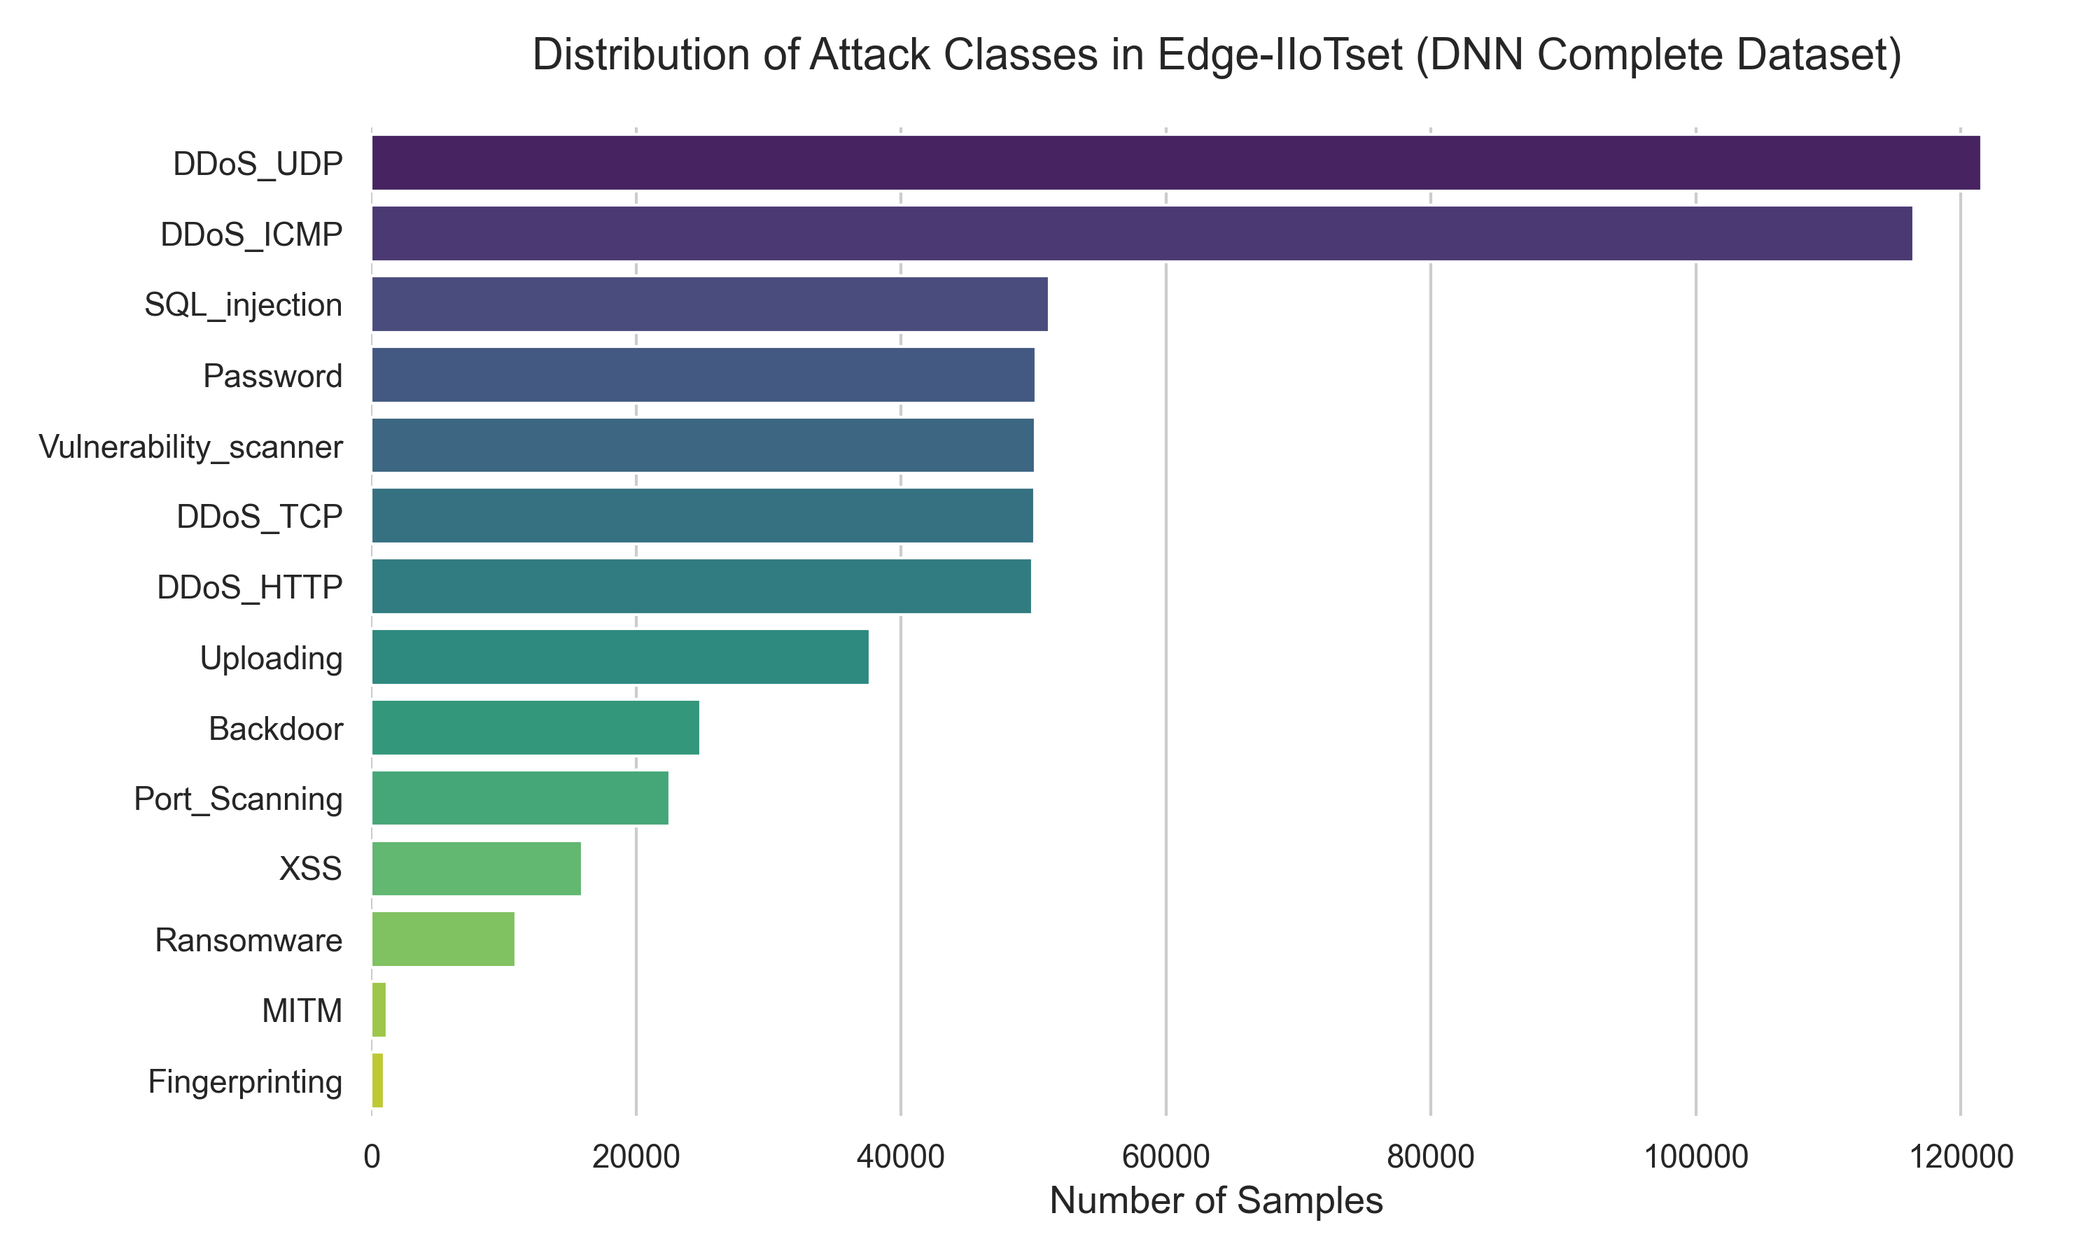 Distribution of Attack Classes in Edge-IIoTset (DNN Complete Dataset)
DDoS_UDP
DDoS_ICMP
SQL_injection
Password
Vulnerability_scanner
DDoS_TCP
DDoS_HTTP
Uploading
Backdoor
Port_Scanning
XSS
Ransomware
MITM
Fingerprinting
0 20000 40000 60000 80000 100000 120000
Number of Samples